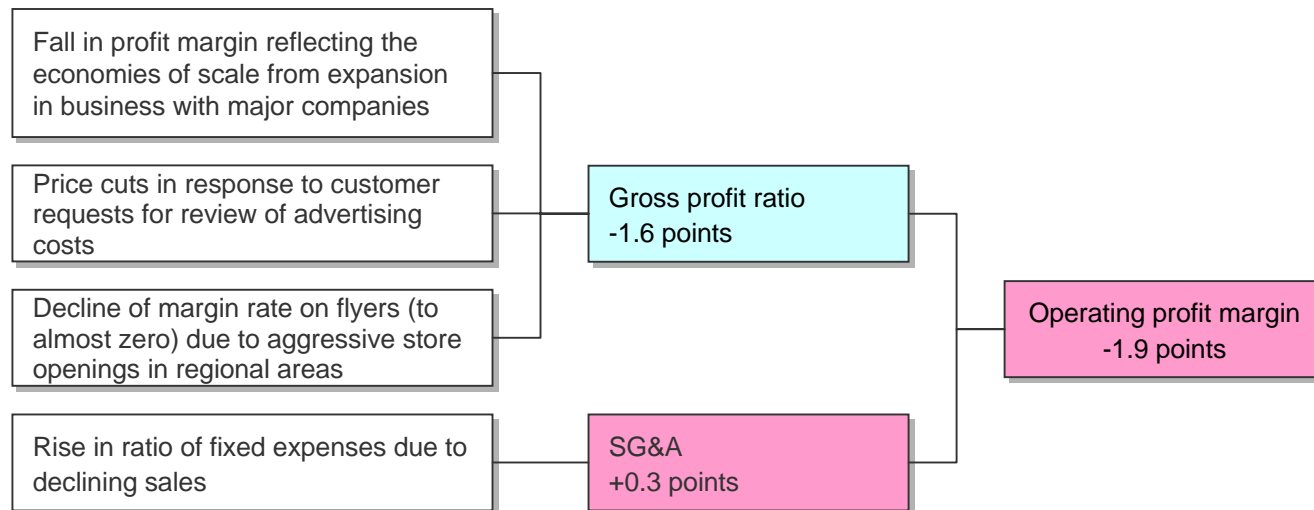 Fall in profit margin reflecting the
economies of scale from expansion
in business with major companies
Price cuts in response to customer
requests for review of advertising
costs
Decline of margin rate on flyers (to
almost zero) due to aggressive store
openings in regional areas
Rise in ratio of fixed expenses due to
declining sales
Gross profit ratio
-1.6 points
SG&A
+0.3 points
Operating profit margin
-1.9 points